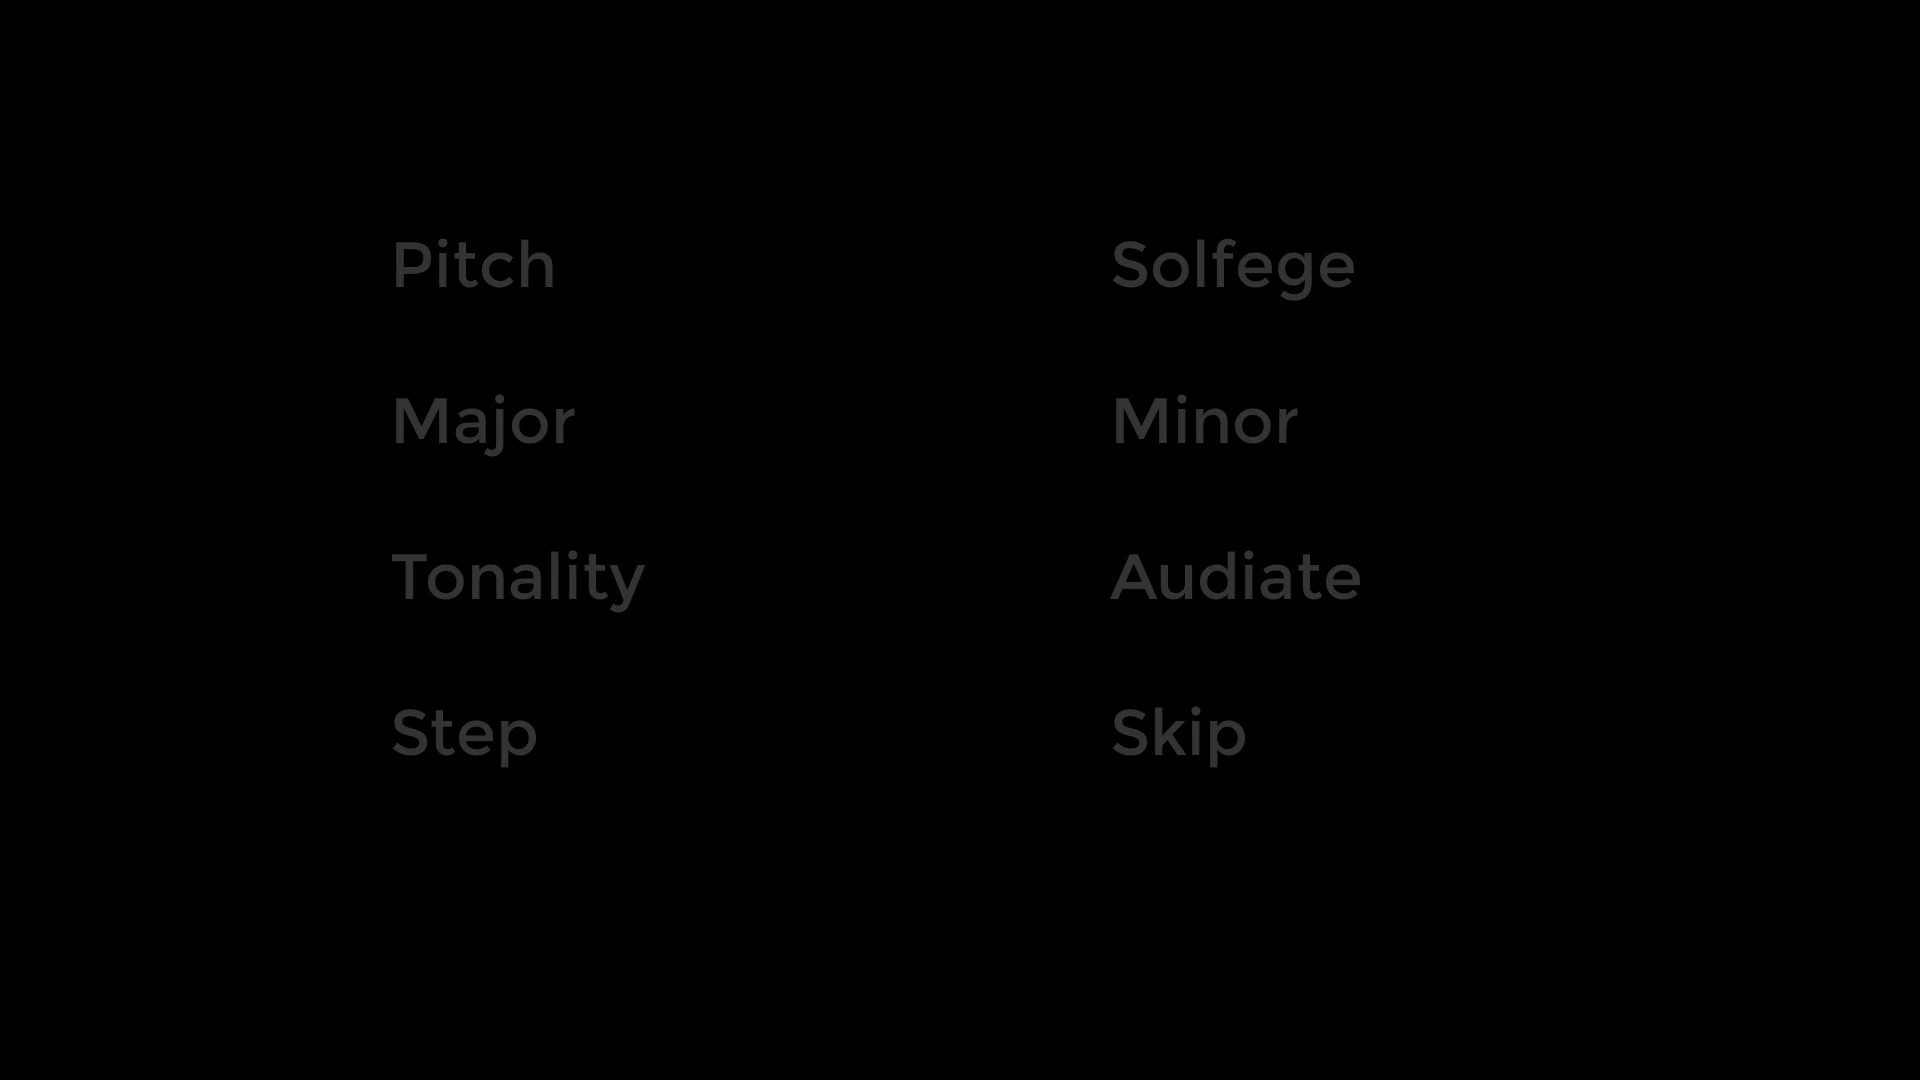 Pitch
Solfege
Major
Minor
Tonality
Audiate
Step
Skip